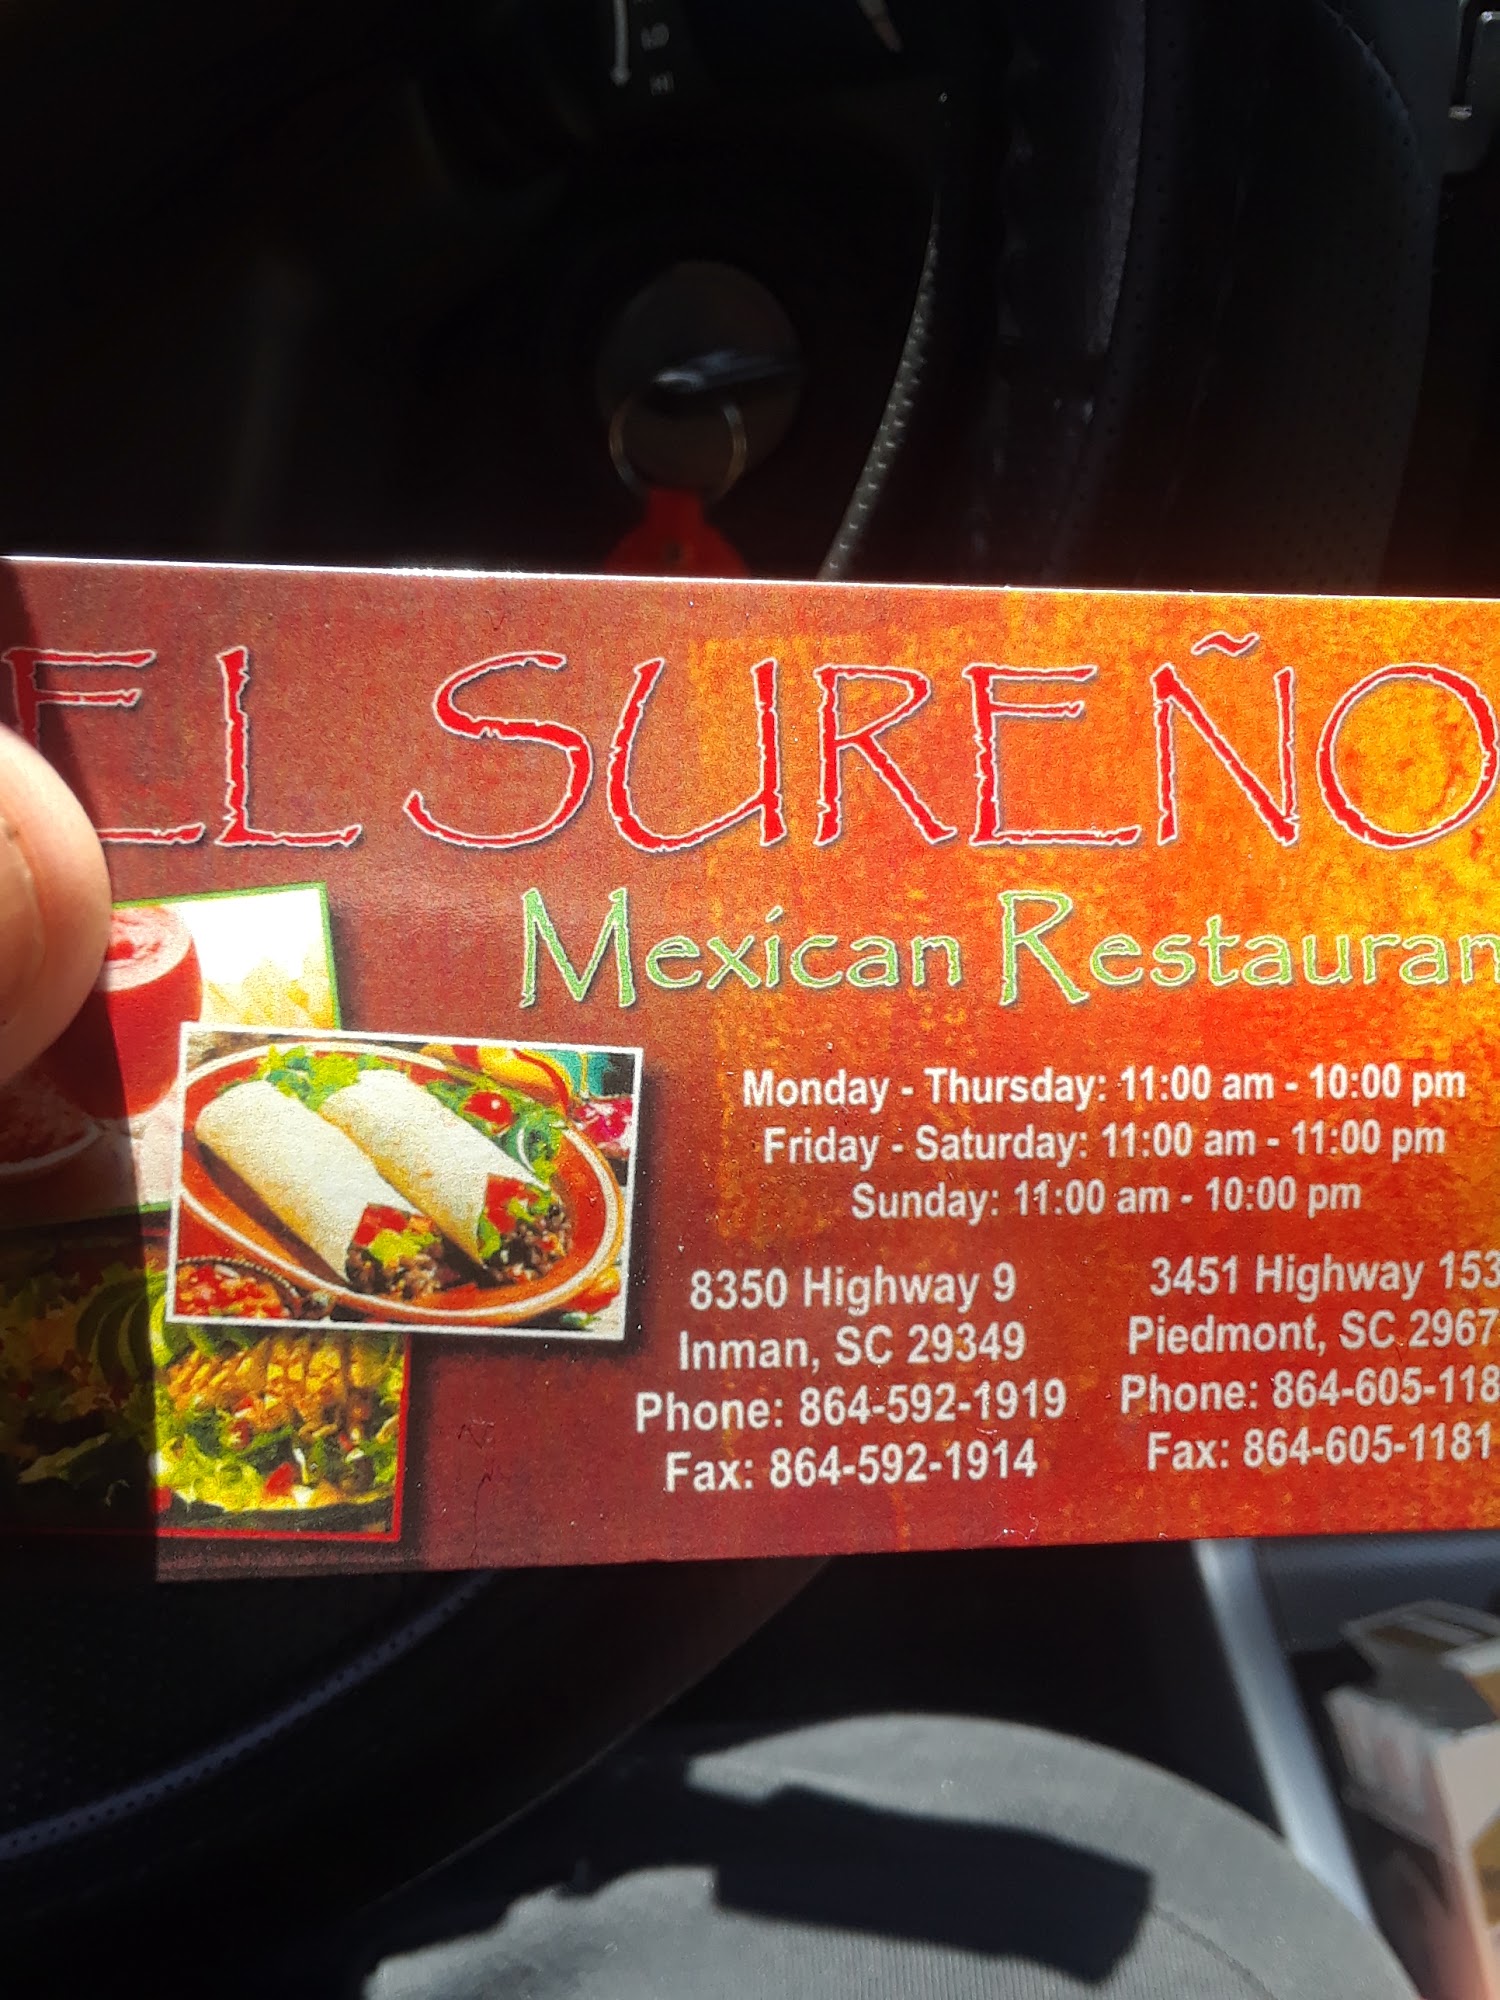 EL SUREÑO
Mexican Restauran
Monday - Thursday: 11:00 am - 10:00 pm
Friday - Saturday: 11:00 am - 11:00 pm
Sunday: 11:00 am - 10:00 pm
8350 Highway 9
Inman, SC 29349
Phone: 864-592-1919
Fax: 864-592-1914
3451 Highway 153
Piedmont, SC 2967
Phone: 864-605-118
Fax: 864-605-1181
LO
HI